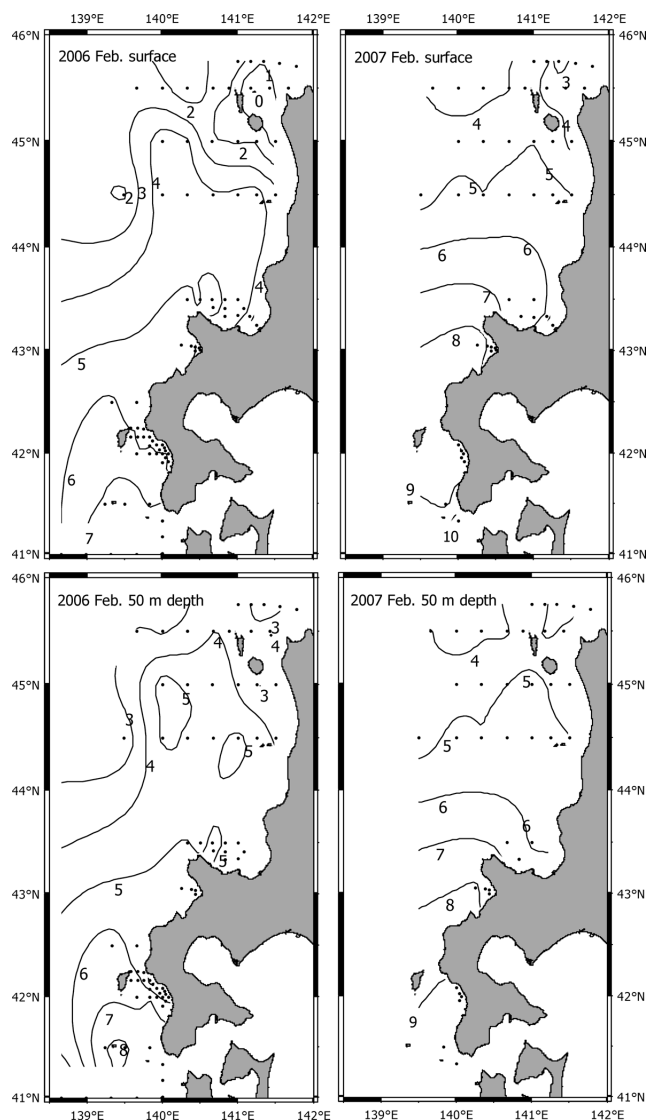 139°E 140°E 141°E 142°E 139°E 140°E 141°E 142°E
46°N 46°N
2006 Feb. surface 2007 Feb. surface
1 3
0
2 4 4
45°N 45°N
2
4 5 5
2 3
44°N 44°N
6 6
4 7
43°N 8 43°N
5
42°N 42°N
6 9
7 10
41°N 41°N
2006 Feb. 50 m depth 2007 Feb. 50 m depth
46°N 46°N
3
4 4 4
45°N 5 3 5 45°N
3
4 5 5
44°N 44°N
6 6
5 7
43°N 5 8 43°N
6
42°N 42°N
7 9
8
41°N 41°N
139°E 140°E 141°E 142°E 139°E 140°E 141°E 142°E